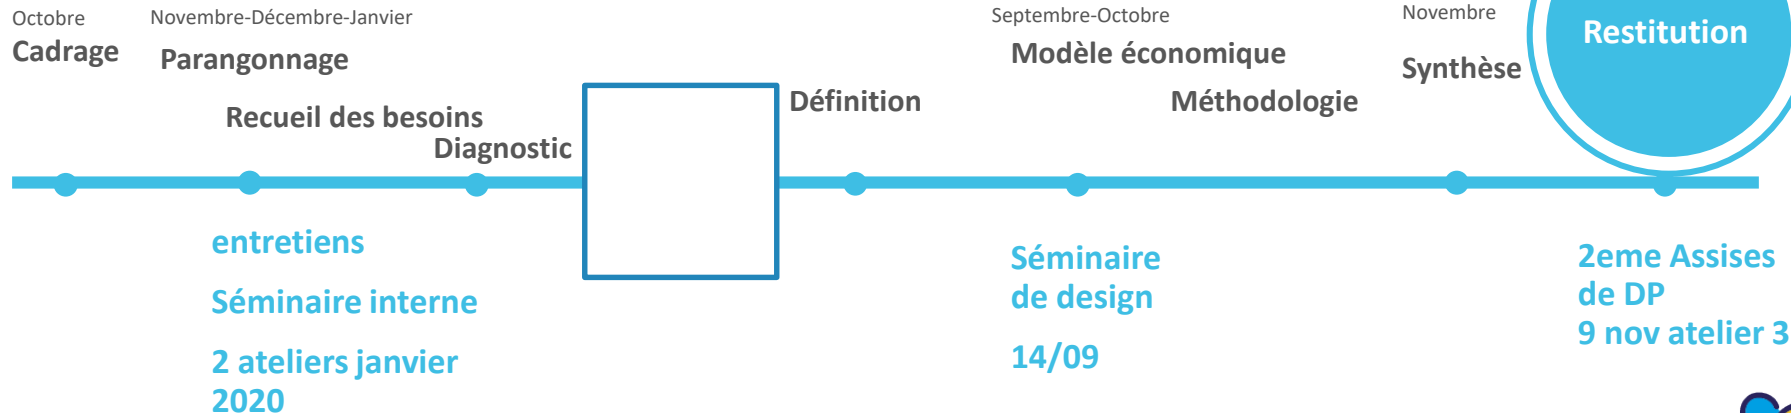 Octobre
Cadrage
Novembre-Décembre-Janvier
Parangonnage
Recueil des besoins
Diagnostic
Définition
Septembre-Octobre
Modèle économique
Méthodologie
Novembre
Synthèse
Restitution
entretiens
Séminaire interne
2 ateliers janvier
2020
Séminaire
de design
14/09
2eme Assises
de DP
9 nov atelier 3